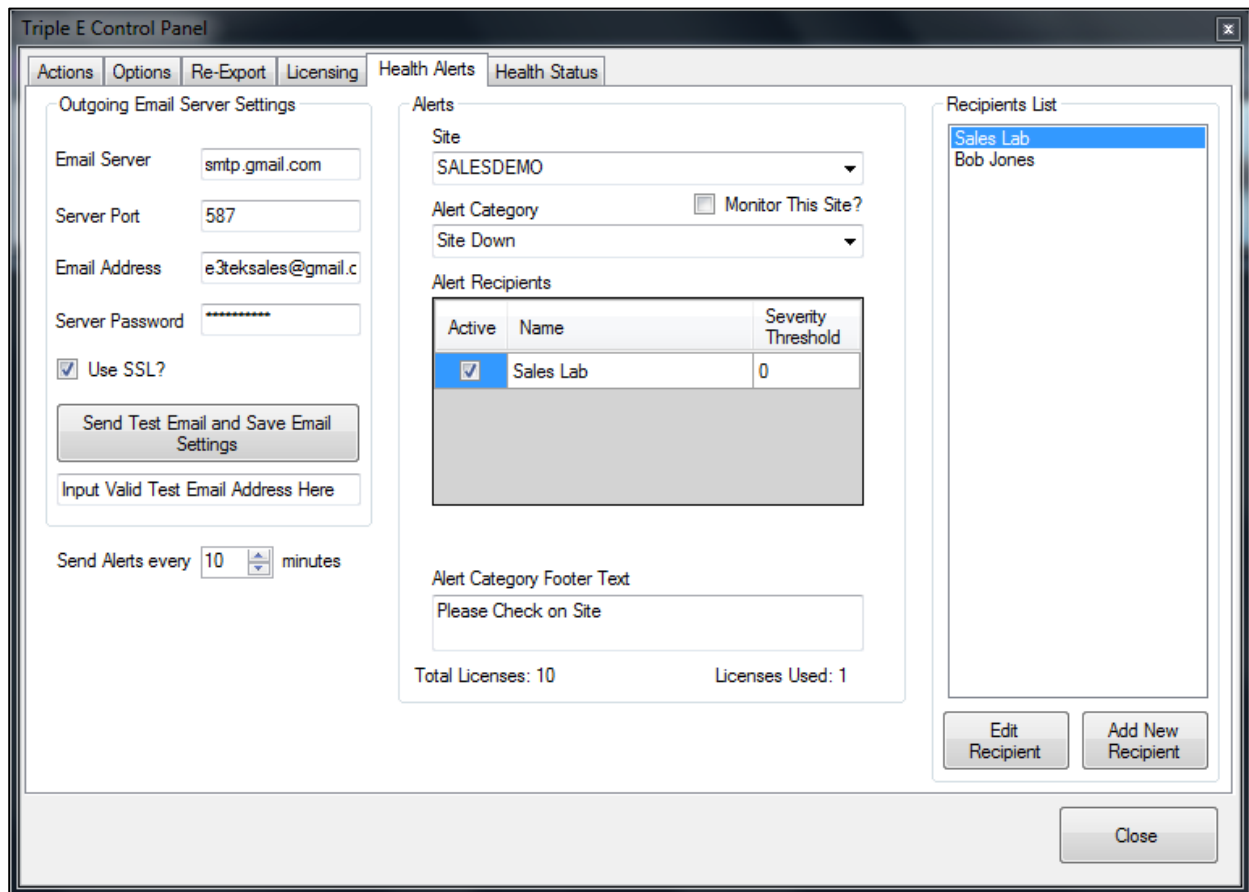 Triple E Control Panel
Actions
Options
Re-Export
Licensing
Health Alerts
Health Status
Outgoing Email Server Settings
Email Server
smtp.gmail.com
Server Port
587
Email Address
e3teksales@gmail.c
Server Password
**********
Use SSL?
Send Test Email and Save Email
Settings
Input Valid Test Email Address Here
Send Alerts every 10 minutes
Alerts
Site
SALESDEMO
Alert Category
Monitor This Site?
Site Down
Alert Recipients
Active
Name
Severity
Threshold
Sales Lab
0
Alert Category Footer Text
Please Check on Site
Total Licenses: 10
Licenses Used: 1
Recipients List
Sales Lab
Bob Jones
Edit
Recipient
Add New
Recipient
Close